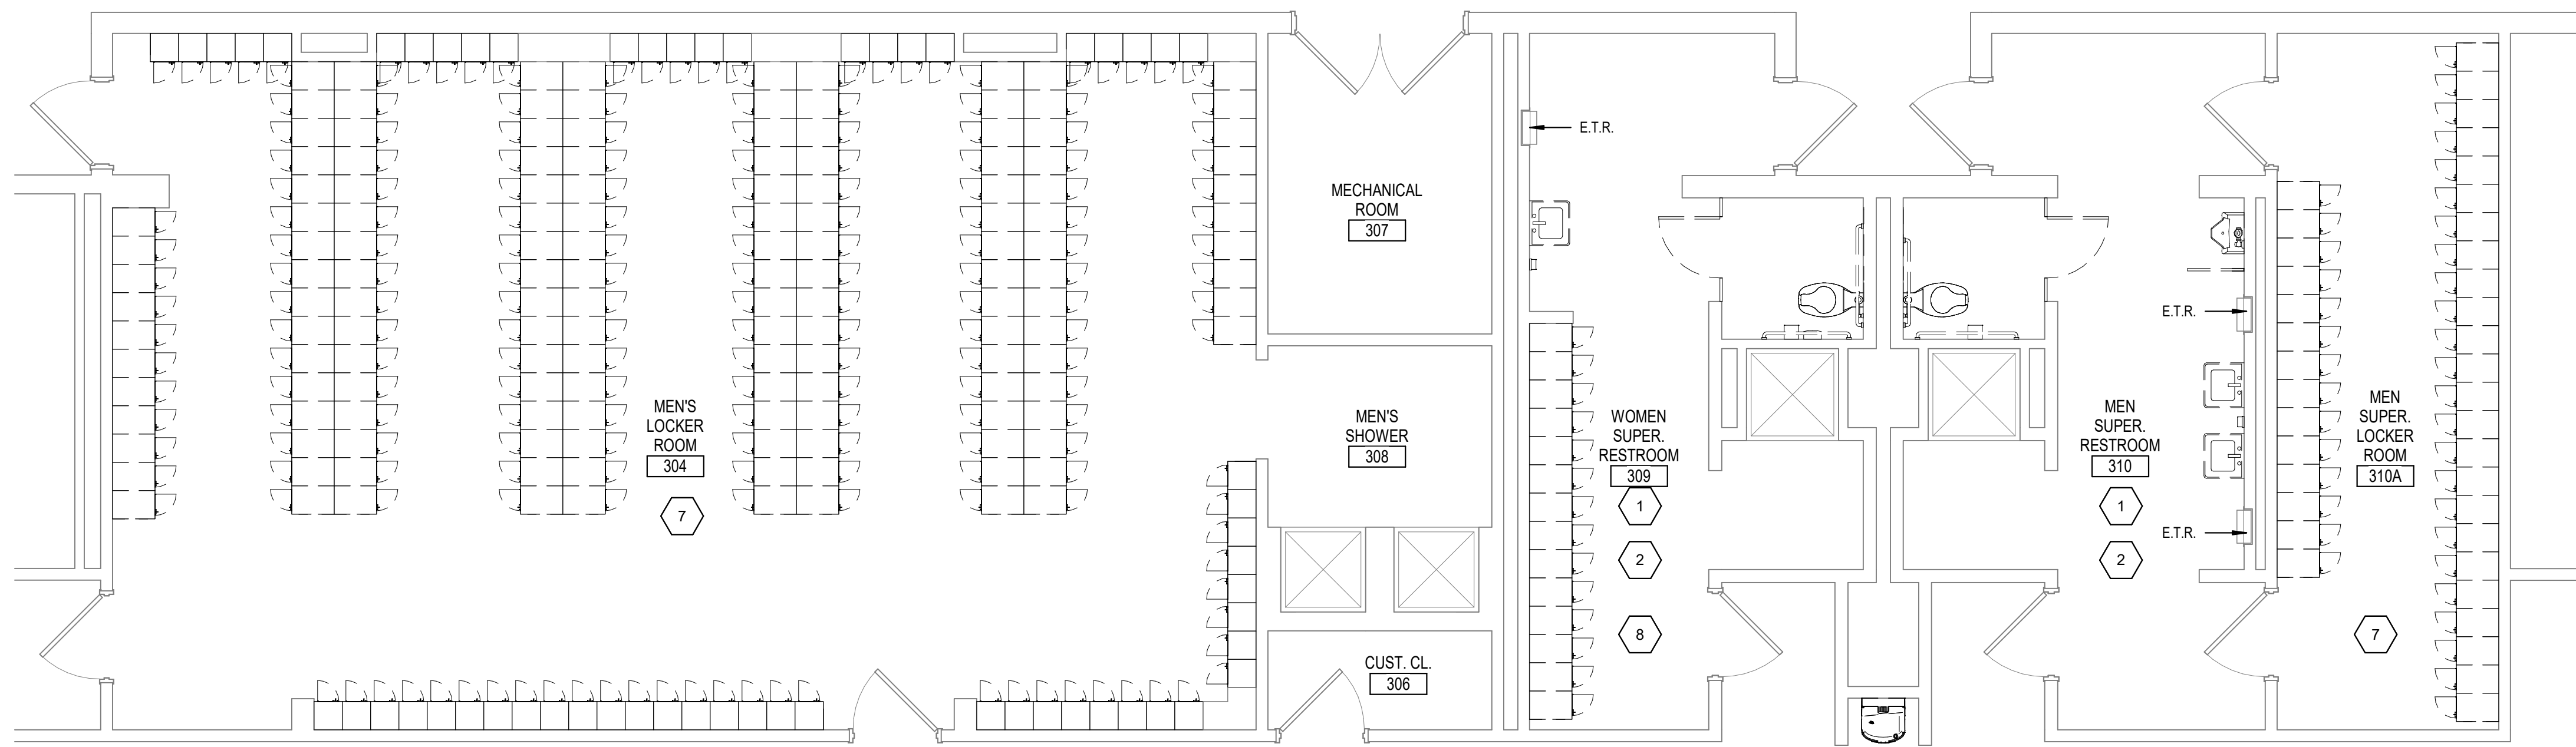 MEN'S
LOCKER
ROOM
304
7
MECHANICAL
ROOM
307
MEN'S
SHOWER
308
CUST. CL.
306
E.T.R.
WOMEN
SUPER.
RESTROOM
309
1
2
8
MEN
SUPER.
RESTROOM
310
1
2
E.T.R.
E.T.R.
MEN
SUPER.
LOCKER
ROOM
310A
7